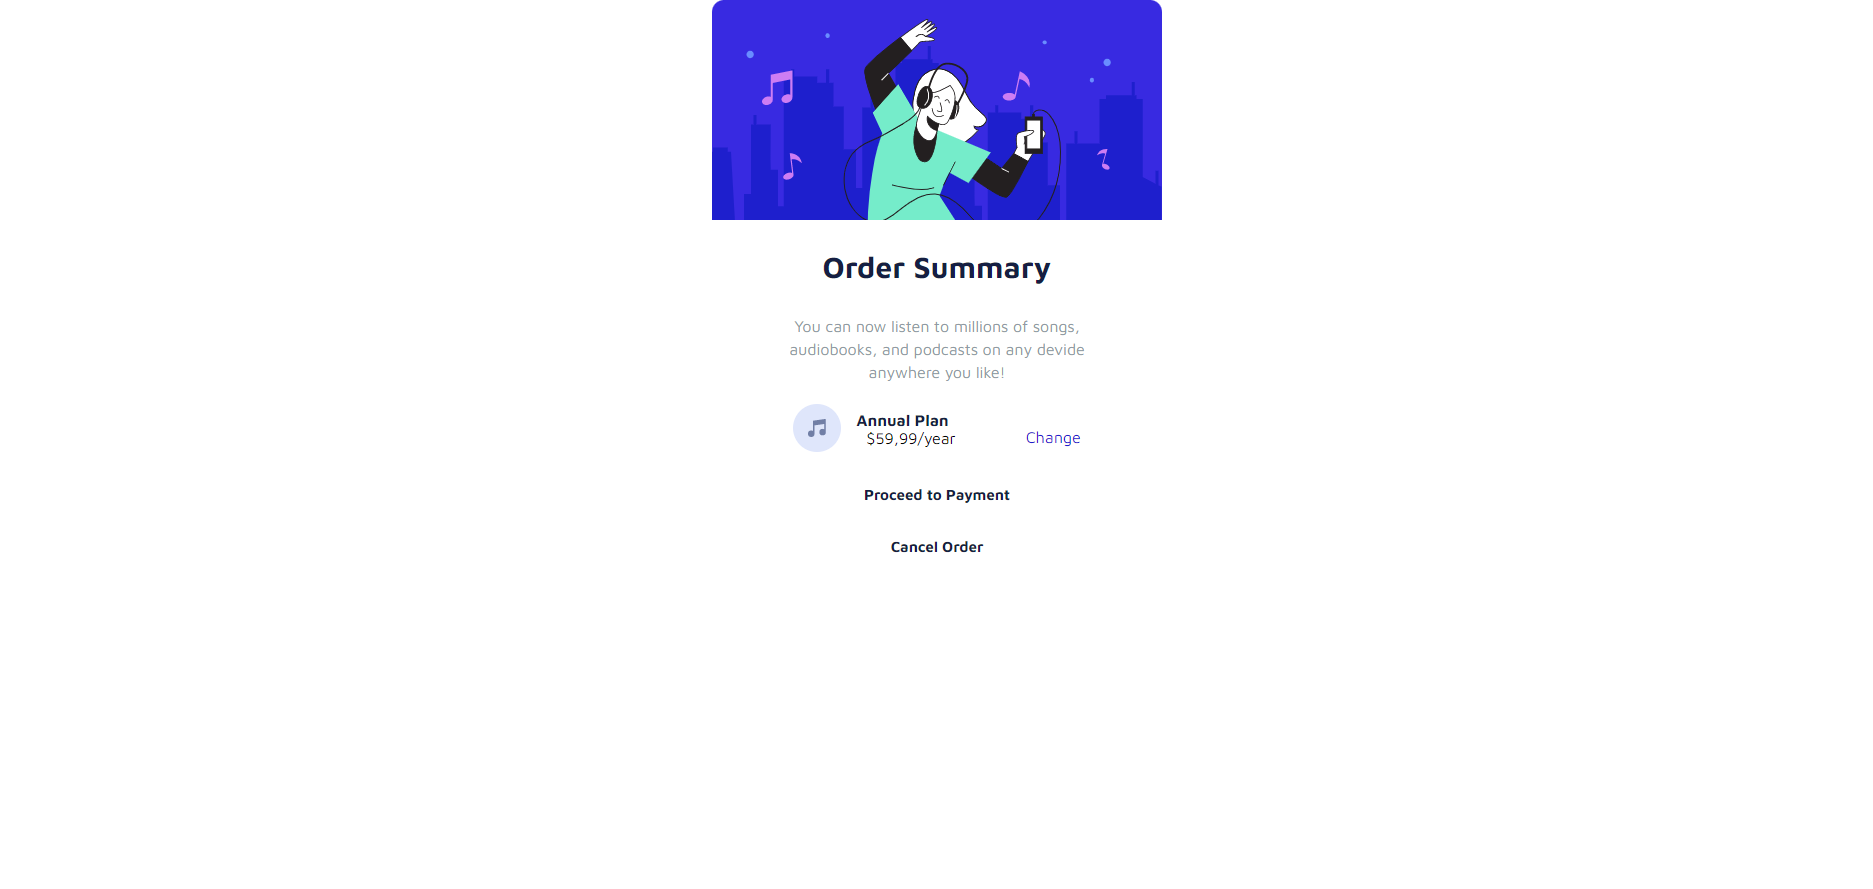 Order Summary
You can now listen to millions of songs,
audiobooks, and podcasts on any devide
anywhere you like!
Annual Plan
$59,99/year
Change
Proceed to Payment
Cancel Order